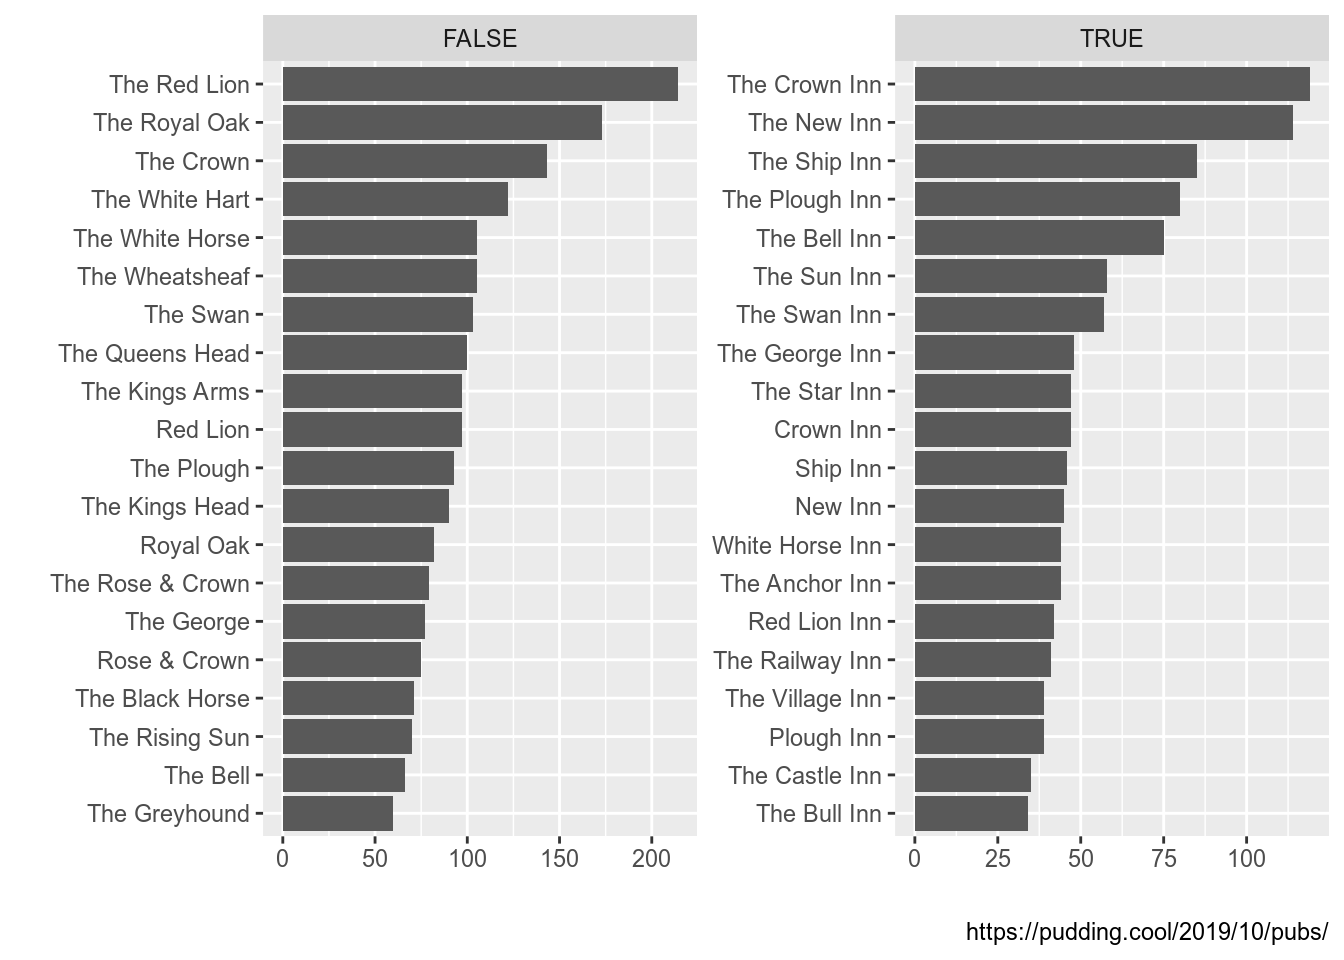 FALSE
The Red Lion
The Royal Oak
The Crown
The White Hart
The White Horse
The Wheatsheaf
The Swan
The Queens Head
The Kings Arms
Red Lion
The Plough
The Kings Head
Royal Oak
The Rose & Crown
The George
Rose & Crown
The Black Horse
The Rising Sun
The Bell
The Greyhound
0 50 100 150 200
TRUE
The Crown Inn
The New Inn
The Ship Inn
The Plough Inn
The Bell Inn
The Sun Inn
The Swan Inn
The George Inn
The Star Inn
Crown Inn
Ship Inn
New Inn
White Horse Inn
The Anchor Inn
Red Lion Inn
The Railway Inn
The Village Inn
Plough Inn
The Castle Inn
The Bull Inn
0 25 50 75 100
https://pudding.cool/2019/10/pubs/